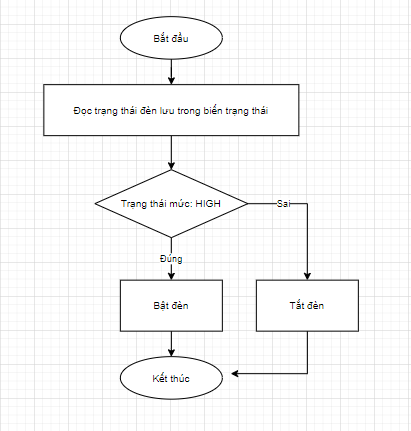 Bắt đầu
Đọc trạng thái đèn lưu trong biến trạng thái
Trạng thái mức: HIGH
Sai
Đúng
Bật đèn
Tắt đèn
Kết thúc